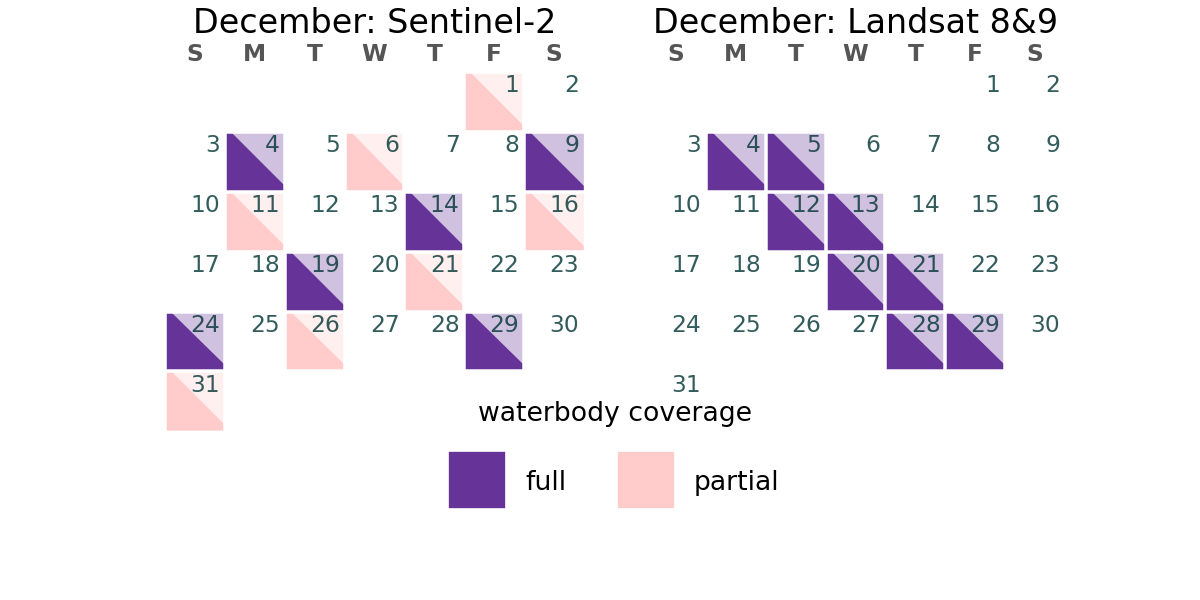 December: Sentinel-2
S M T W T F S
1 2
3 4 5 6 7 8 9
10 11 12 13 14 15 16
17 18 19 20 21 22 23
24 25 26 27 28 29 30
31
December: Landsat 8&9
S M T W T F S
1 2
3 4 5 6 7 8 9
10 11 12 13 14 15 16
17 18 19 20 21 22 23
24 25 26 27 28 29 30
31
waterbody coverage
full partial